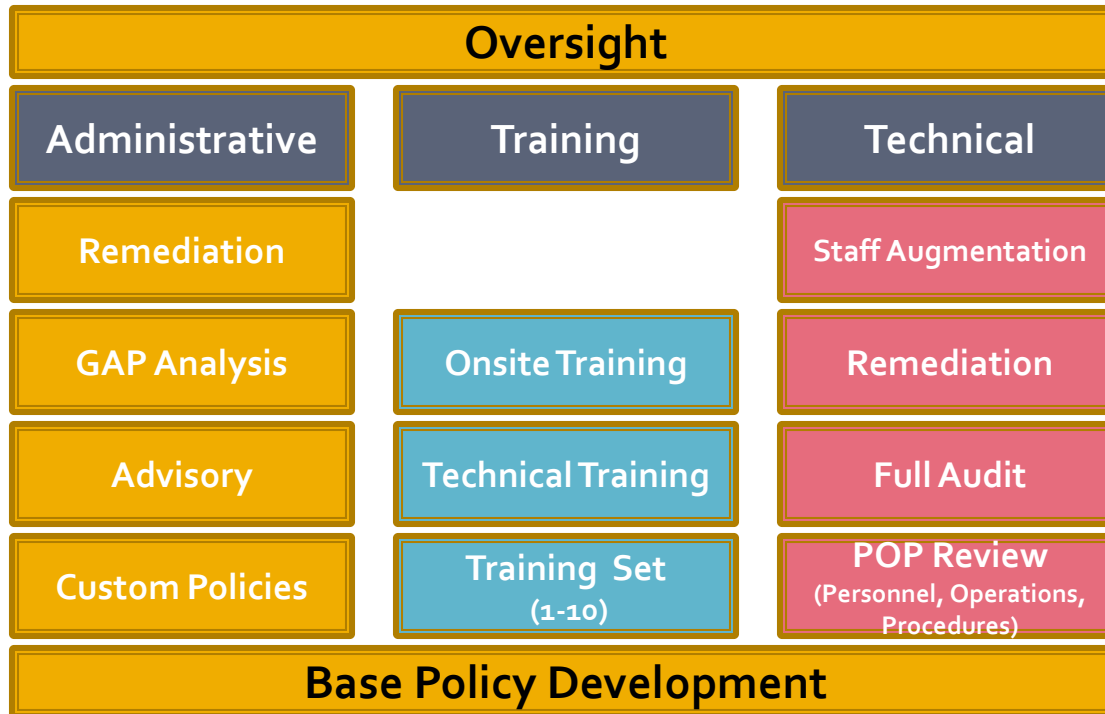 Oversight
Administrative
Training
Technical
Remediation
Staff Augmentation
GAP Analysis
Onsite Training
Remediation
Advisory
Technical Training
Full Audit
Custom Policies
Training Set
(1-10)
POP Review
(Personnel, Operations,
Procedures)
Base Policy Development